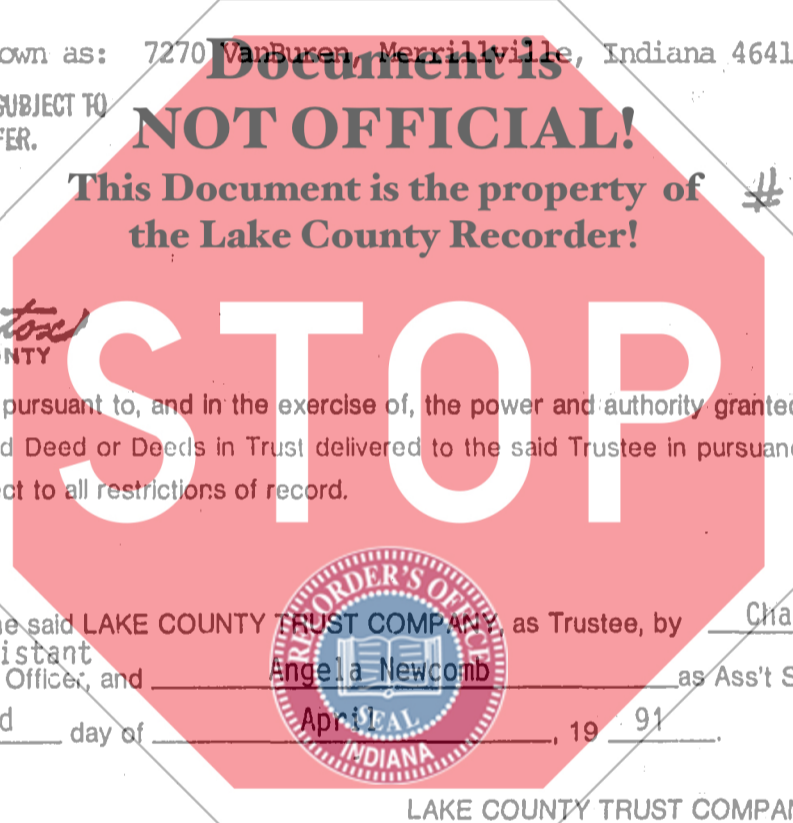 own as: 7270 VanBuren, Merrillville, Indiana 4641
Document is
SUBJECT TO
FER.
NOT OFFICIAL!
This Document is the property of #
the Lake County Recorder!
NTY
STOP
pursuant to, and in the exercise of, the power and authority granted
d Deed or Deeds in Trust delivered to the said Trustee in pursuan
ct to all restrictions of record.
RECORDER'S OFFICE
e said LAKE COUNTY TRUST COMPANY, as Trustee, by Cha
istant
Officer, and Angela Newcomb as Ass't S
SEAL
d day of April, 19 91.
INDIANA
LAKE COUNTY TRUST COMPAN